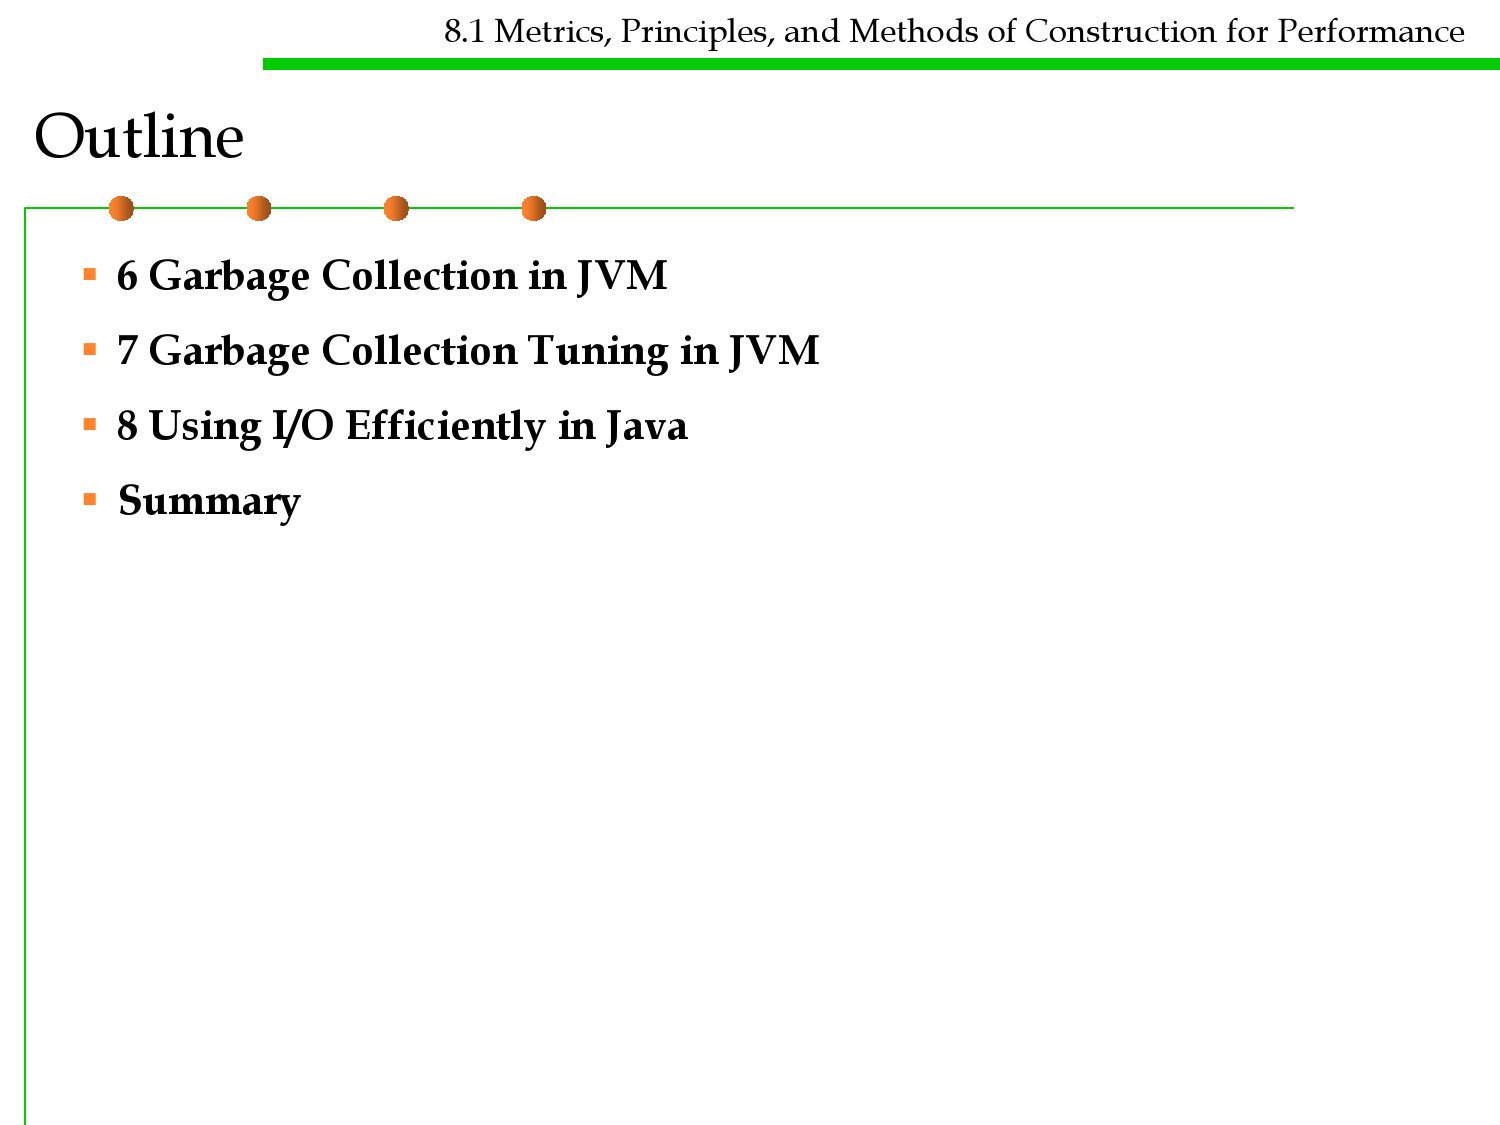 8.1 Metrics, Principles, and Methods of Construction for Performance
Outline
▪ 6 Garbage Collection in JVM
▪ 7 Garbage Collection Tuning in JVM
▪ 8 Using I/O Efficiently in Java
▪ Summary